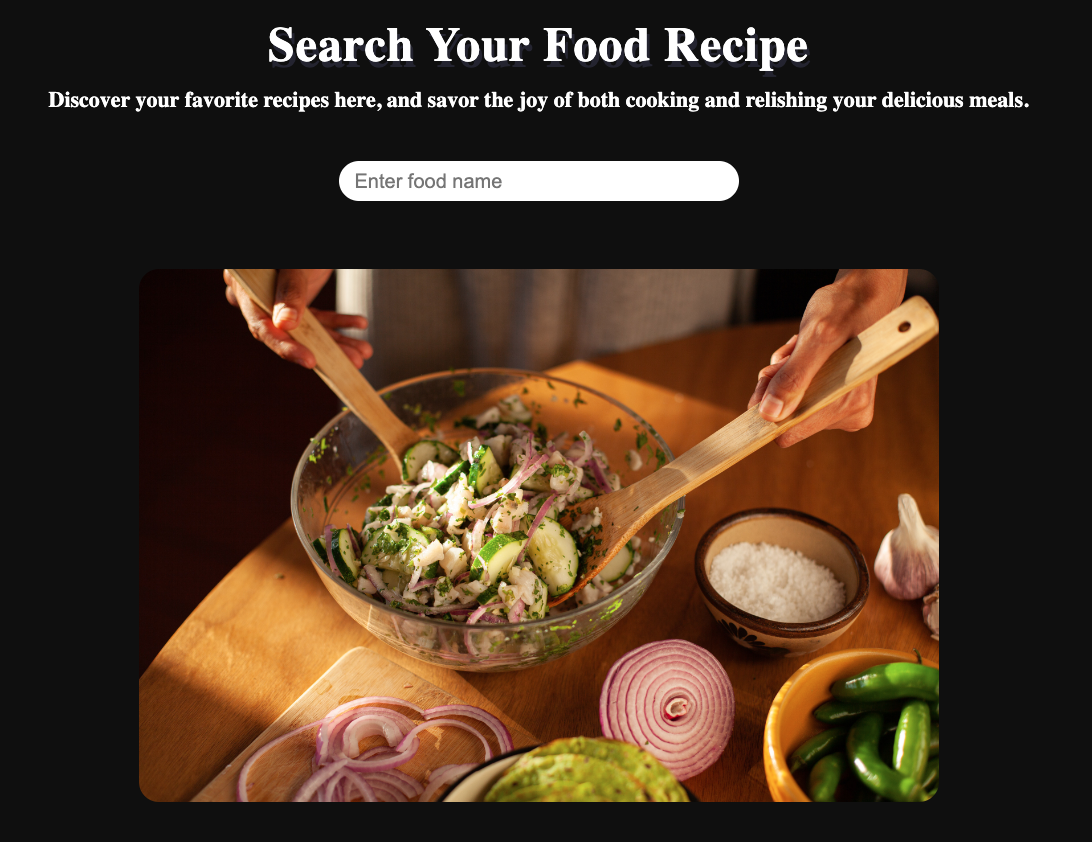 Search Your Food Recipe
Discover your favorite recipes here, and savor the joy of both cooking and relishing your delicious meals.
Enter food name